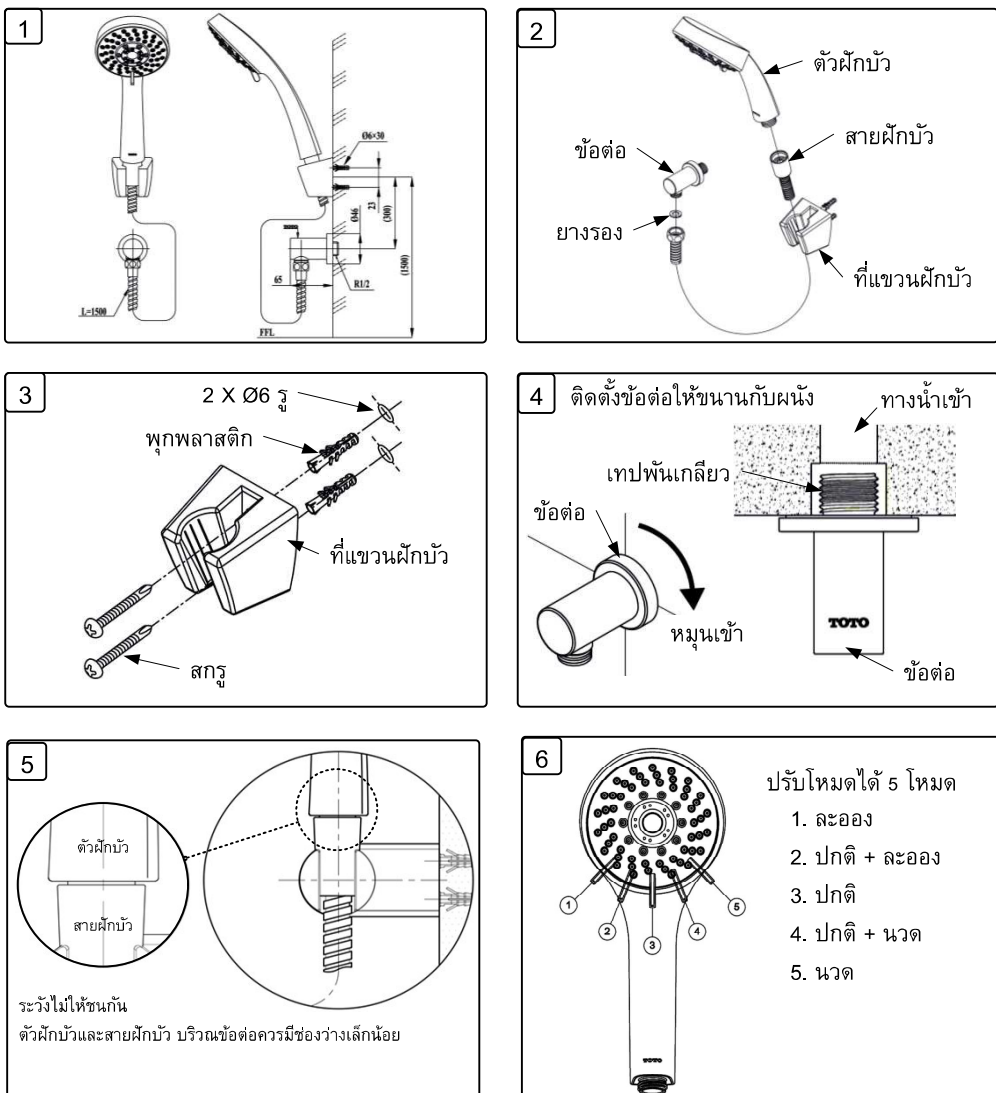 1
Ø6×30
23
(300)
Ø46
(1500)
65
R1/2
L=1500
FFL
2
ตัวฝักบัว
สายฝักบัว
ข้อต่อ
ยางรอง
ที่แขวนฝักบัว
3
2 X Ø6 รู
พุกพลาสติก
ที่แขวนฝักบัว
สกรู
4
ติดตั้งข้อต่อให้ขนานกับผนัง
ทางน้ำเข้า
เทปพันเกลียว
ข้อต่อ
หมุนเข้า
TOTO
ข้อต่อ
5
ตัวฝักบัว
สายฝักบัว
ระวังไม่ให้ชนกัน
ตัวฝักบัวและสายฝักบัว บริวณข้อต่อควรมีช่องว่างเล็กน้อย
6
ปรับโหมดได้ 5 โหมด
1. ละออง
2. ปกติ + ละออง
3. ปกติ
4. ปกติ + นวด
5. นวด
1
2
3
4
5
TOTO